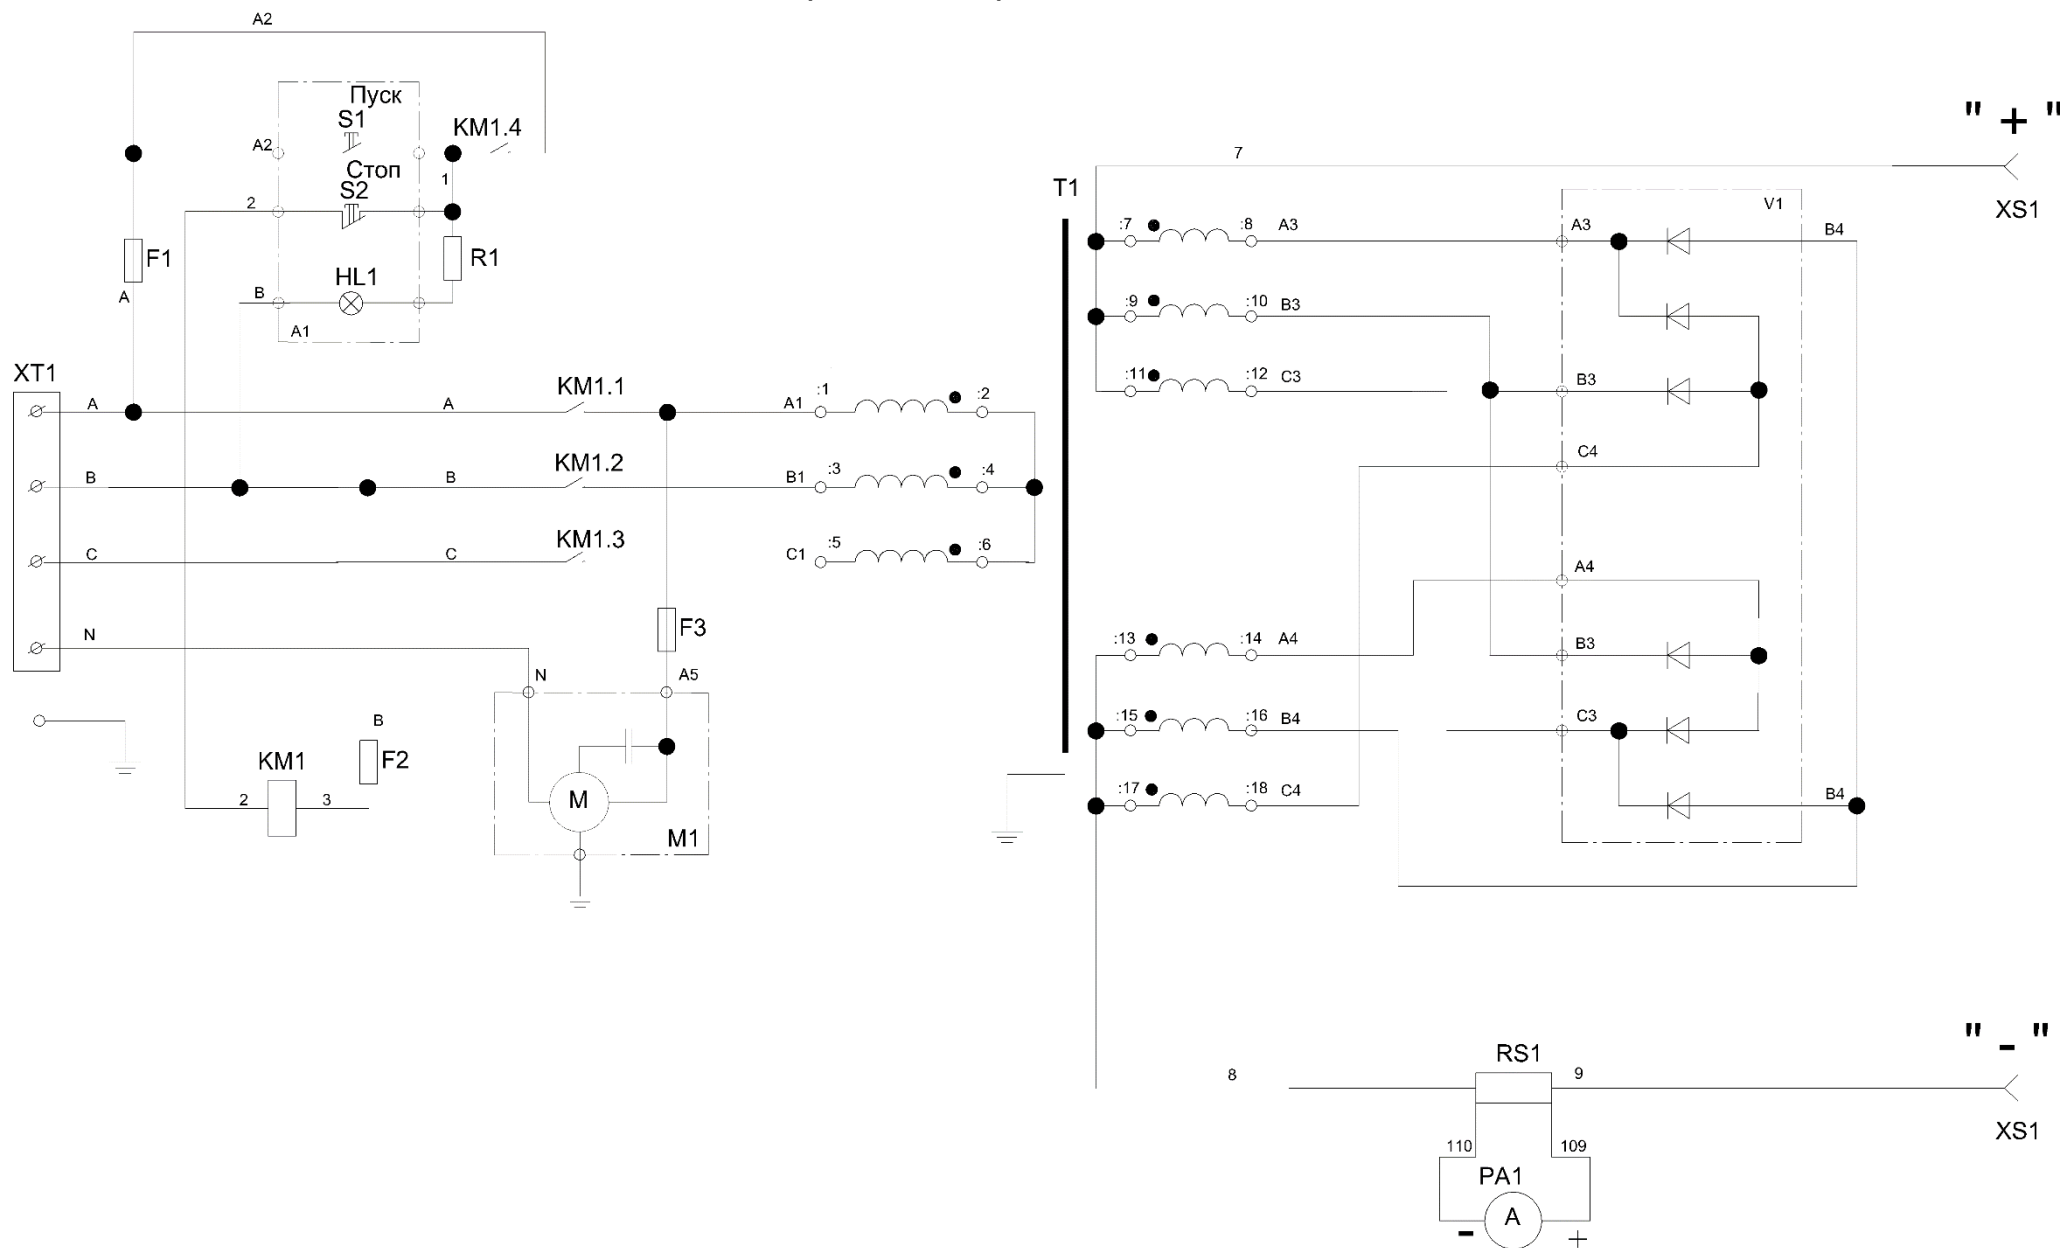 A2
Пуск
S1
KM1.4
A2
Стоп
1
S2
2
F1
R1
HL1
A
B
A1
XT1
A
A
KM1.1
A1
:1
:2
B
B
KM1.2
B1
:3
:4
C
C
KM1.3
C1
:5
:6
N
F3
N
A5
B
KM1
F2
2
3
M
M1
T1
7
" + "
XS1
V1
:7
:8
A3
A3
B4
:9
:10
B3
:11
:12
C3
B3
C4
A4
:13
:14
A4
B3
:15
:16
B4
C3
:17
:18
C4
B4
" - "
8
RS1
9
XS1
110
109
PA1
A
-
+